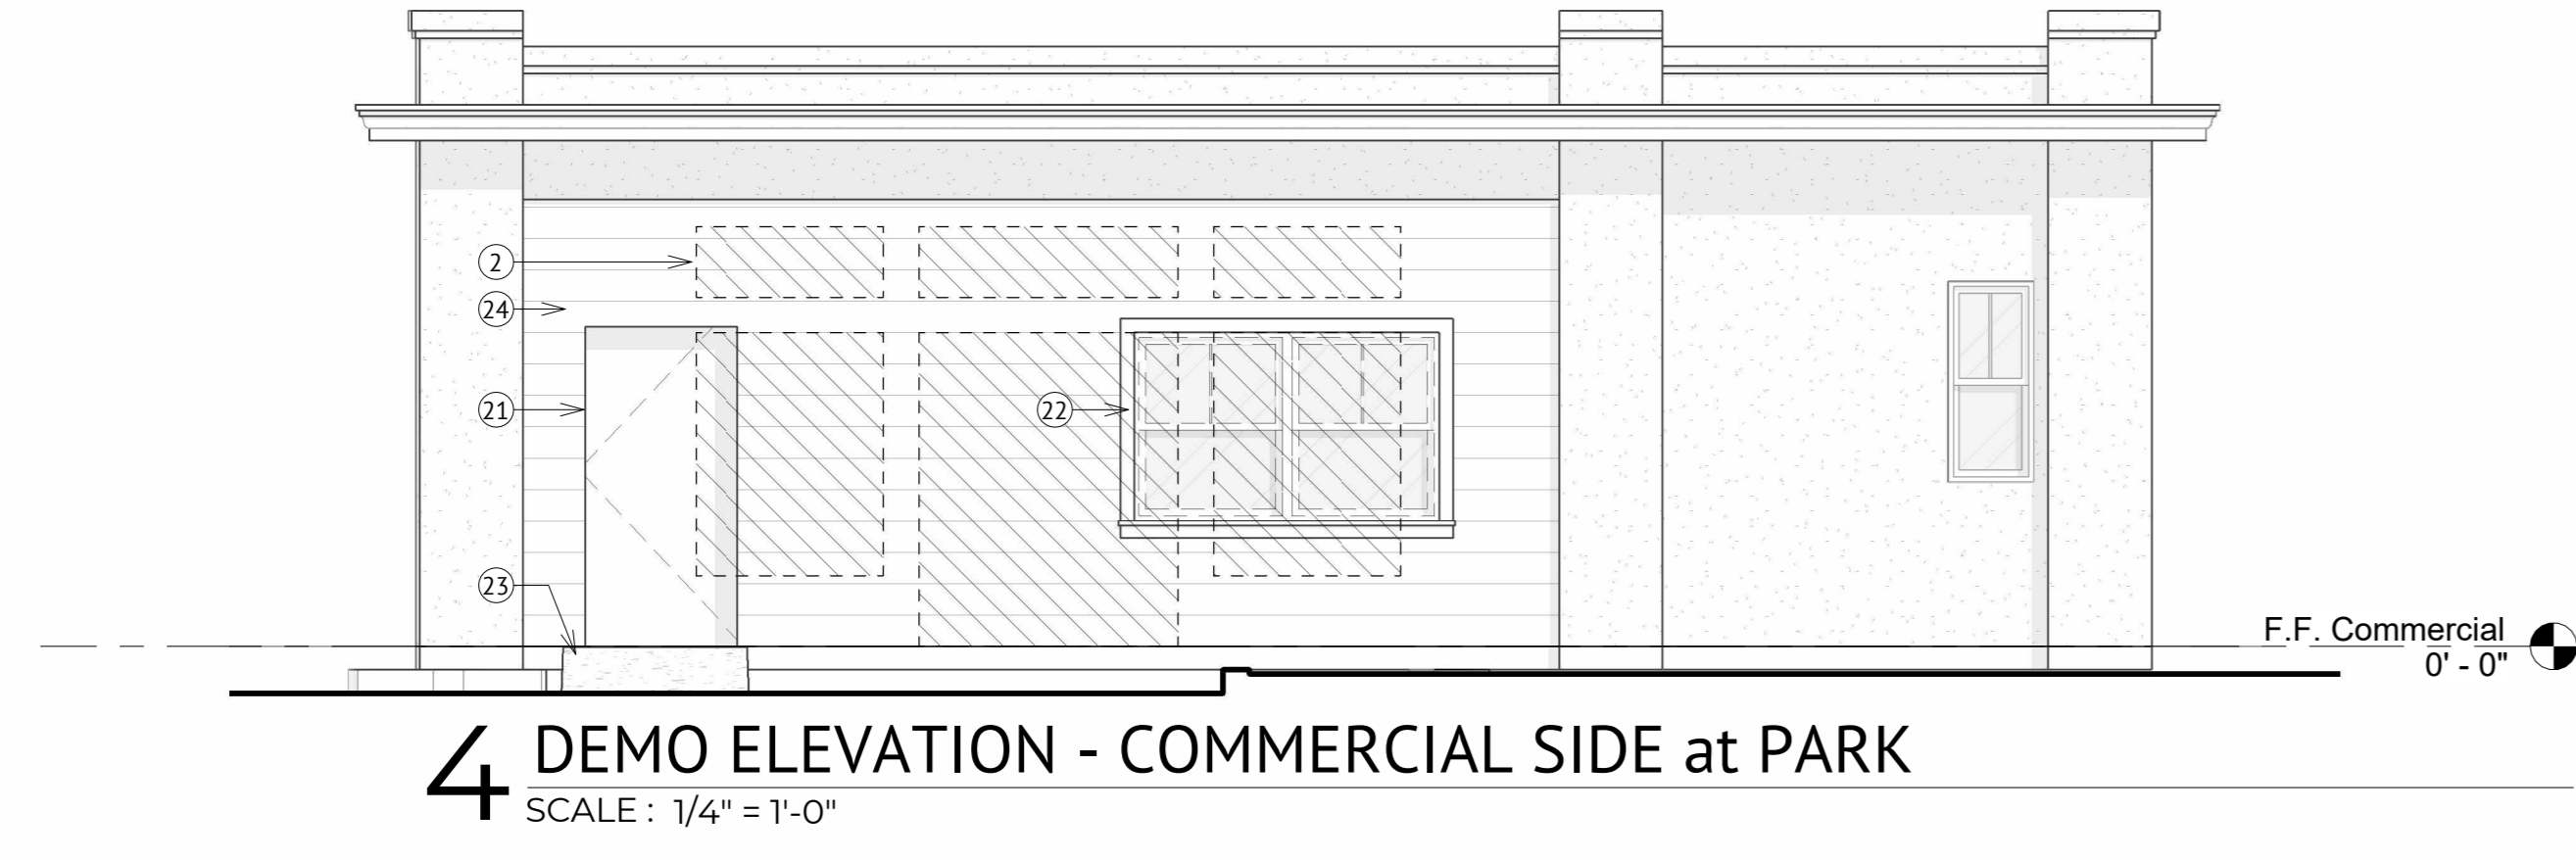 2
24
21
22
23
F.F. Commercial
0' - 0"
4 DEMO ELEVATION - COMMERCIAL SIDE at PARK
SCALE : 1/4" = 1'-0"